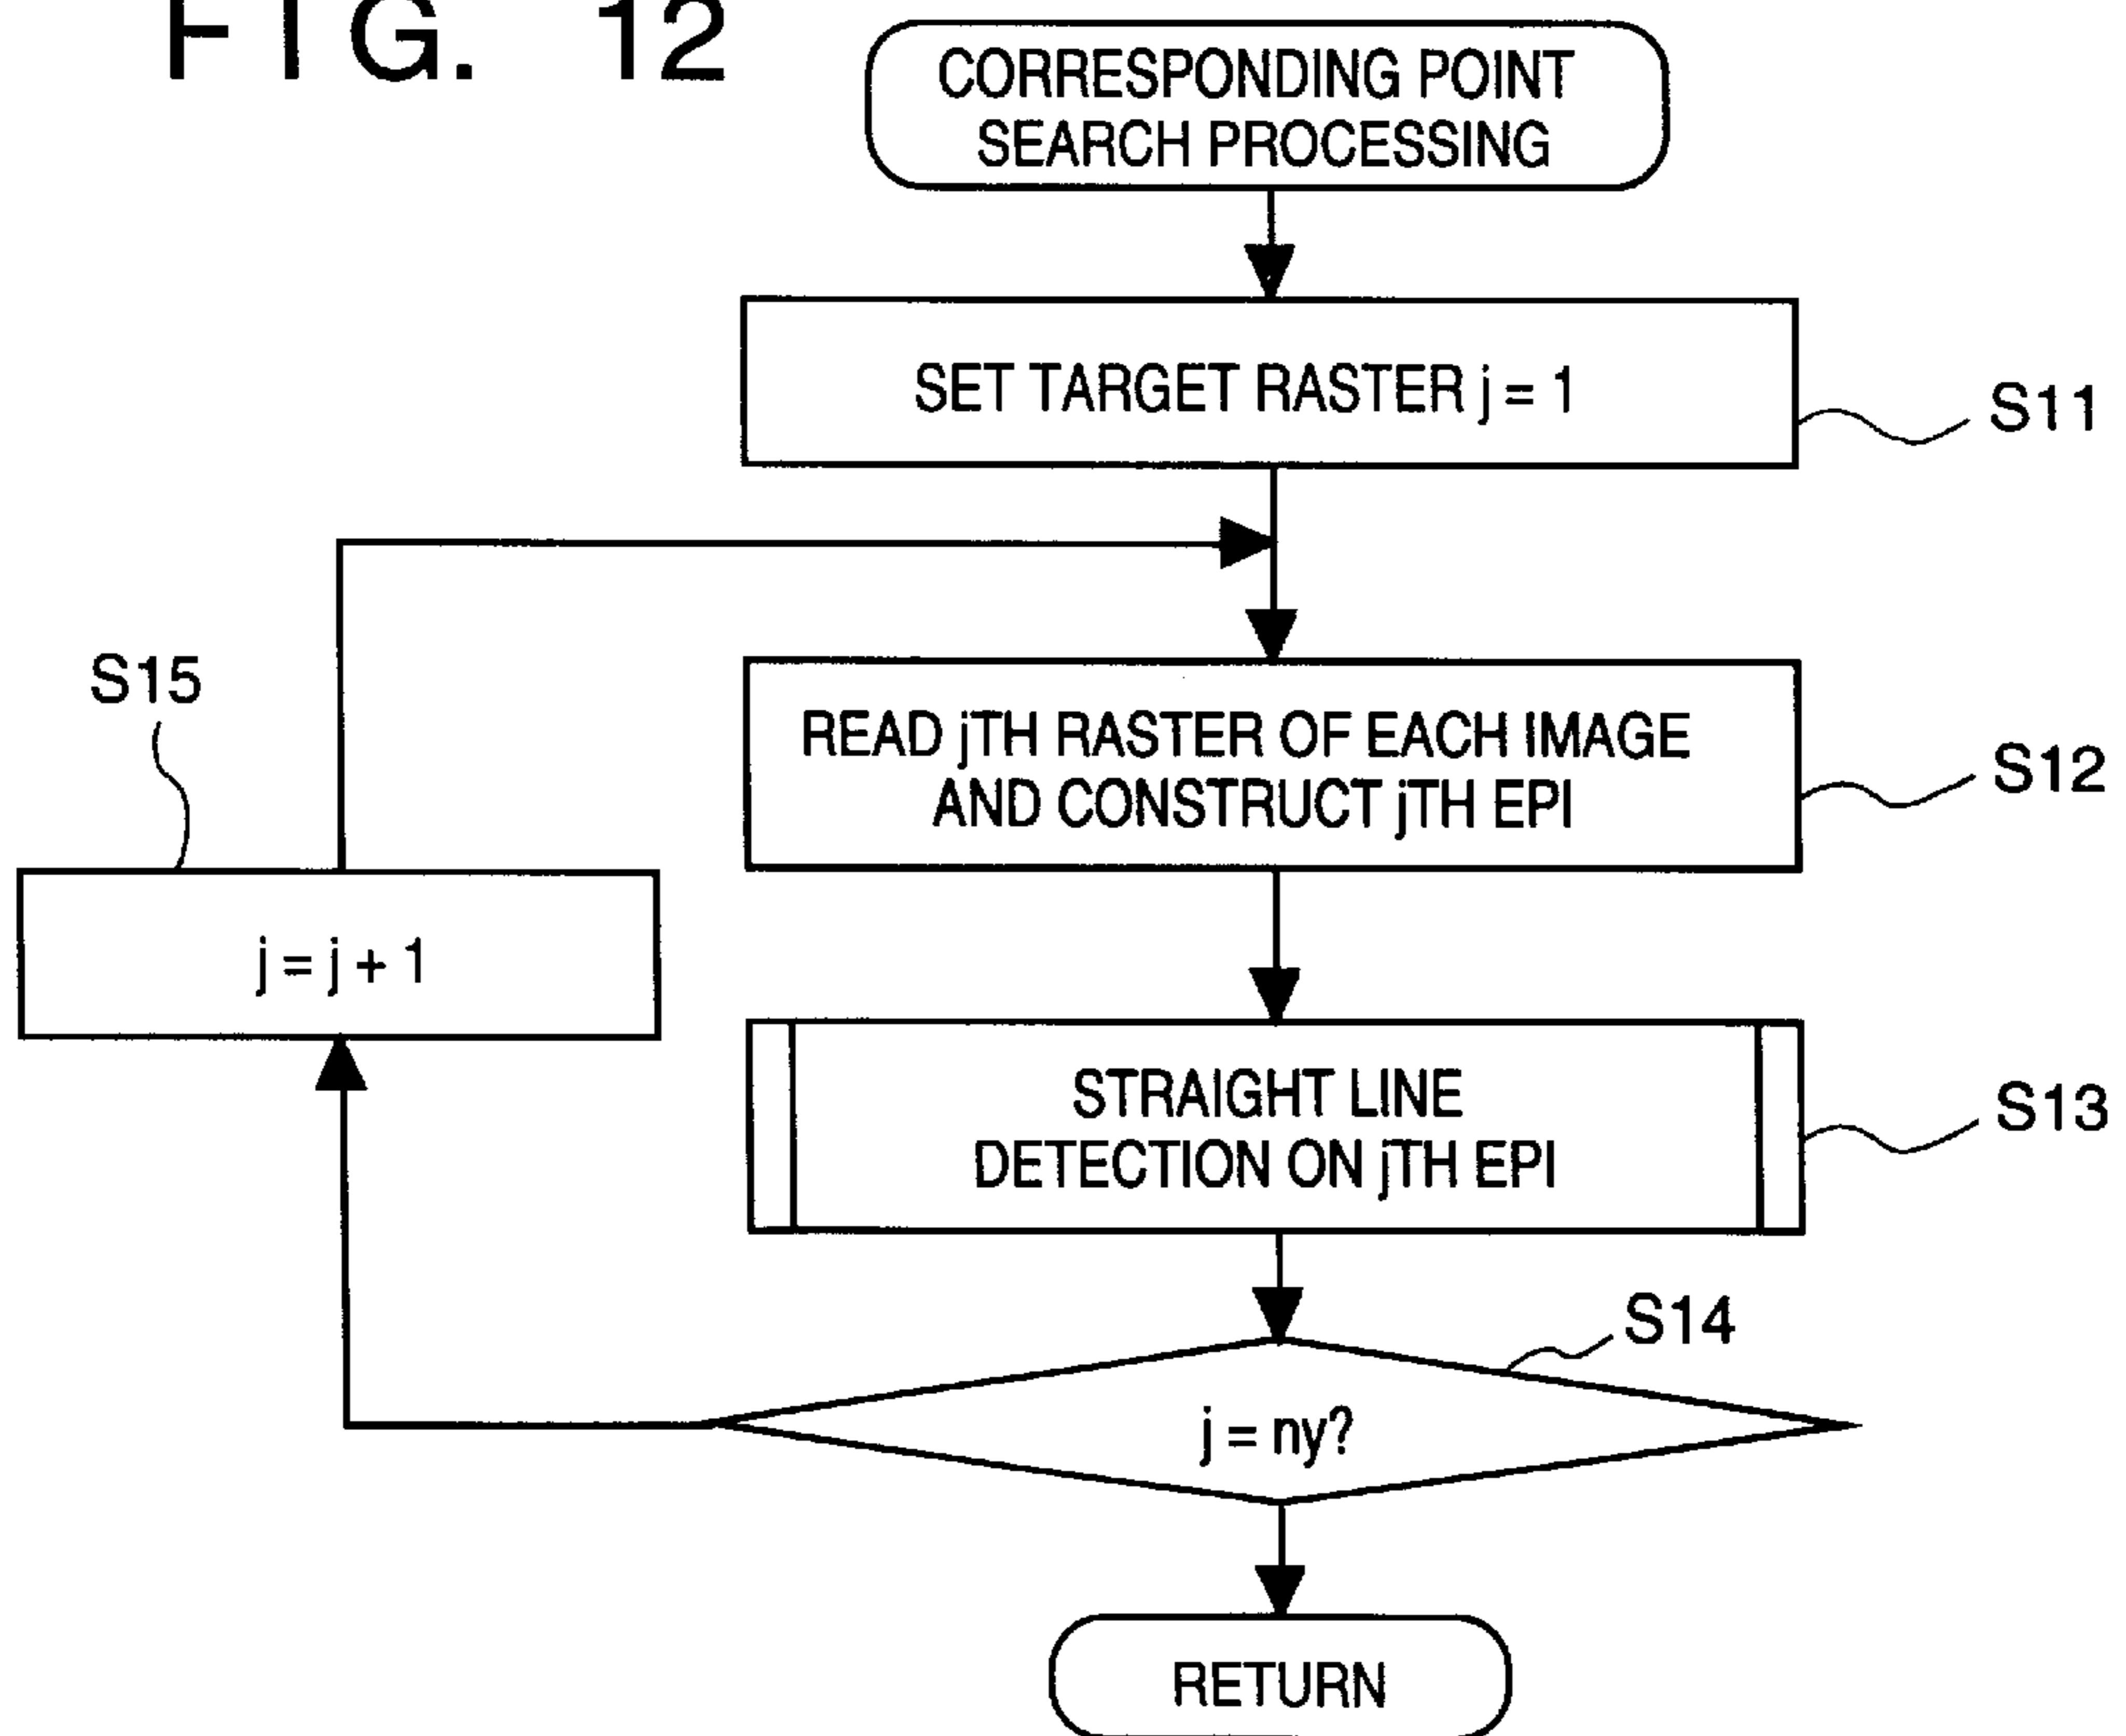 FIG. 12
CORRESPONDING POINT
SEARCH PROCESSING
SET TARGET RASTER j = 1
S11
READ jTH RASTER OF EACH IMAGE
AND CONSTRUCT jTH EPI
S12
S15
j = j + 1
STRAIGHT LINE
DETECTION ON jTH EPI
S13
S14
j = ny?
RETURN